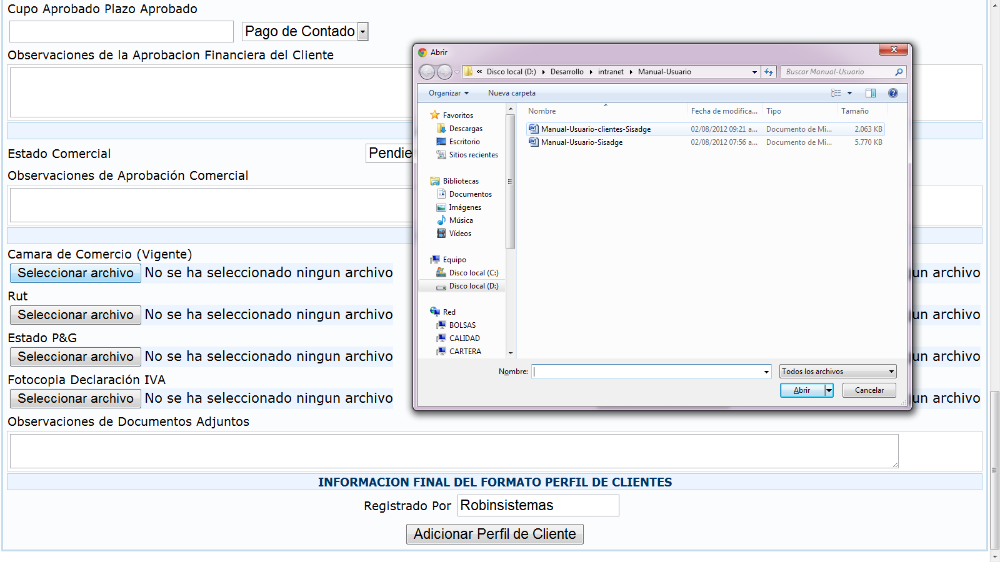 Cupo Aprobado Plazo Aprobado
Pago de Contado
Observaciones de la Aprobacion Financiera del Cliente
Estado Comercial
Pendie
Observaciones de Aprobación Comercial
Camara de Comercio (Vigente)
Seleccionar archivo No se ha seleccionado ningun archivo
un archivo
Rut
Seleccionar archivo No se ha seleccionado ningun archivo
un archivo
Estado P&G
Seleccionar archivo No se ha seleccionado ningun archivo
un archivo
Fotocopia Declaración IVA
Seleccionar archivo No se ha seleccionado ningun archivo
un archivo
Observaciones de Documentos Adjuntos
INFORMACION FINAL DEL FORMATO PERFIL DE CLIENTES
Registrado Por Robinsistemas
Adicionar Perfil de Cliente
Abrir
« Disco local (D:) Desarrollo intranet Manual-Usuario
Buscar Manual-Usuario
Organizar Nueva carpeta
Favoritos
Descargas
Escritorio
Sitios recientes
Bibliotecas
Documentos
Imágenes
Música
Vídeos
Equipo
Disco local (C:)
Disco local (D:)
Red
BOLSAS
CALIDAD
CARTERA
Nombre Fecha de modifica... Tipo Tamaño
Manual-Usuario-clientes-Sisadge 02/08/2012 09:21 a... Documento de Mi... 2.063 KB
Manual-Usuario-Sisadge 02/08/2012 07:56 a... Documento de Mi... 5.770 KB
Nombre:
Todos los archivos
Abrir Cancelar